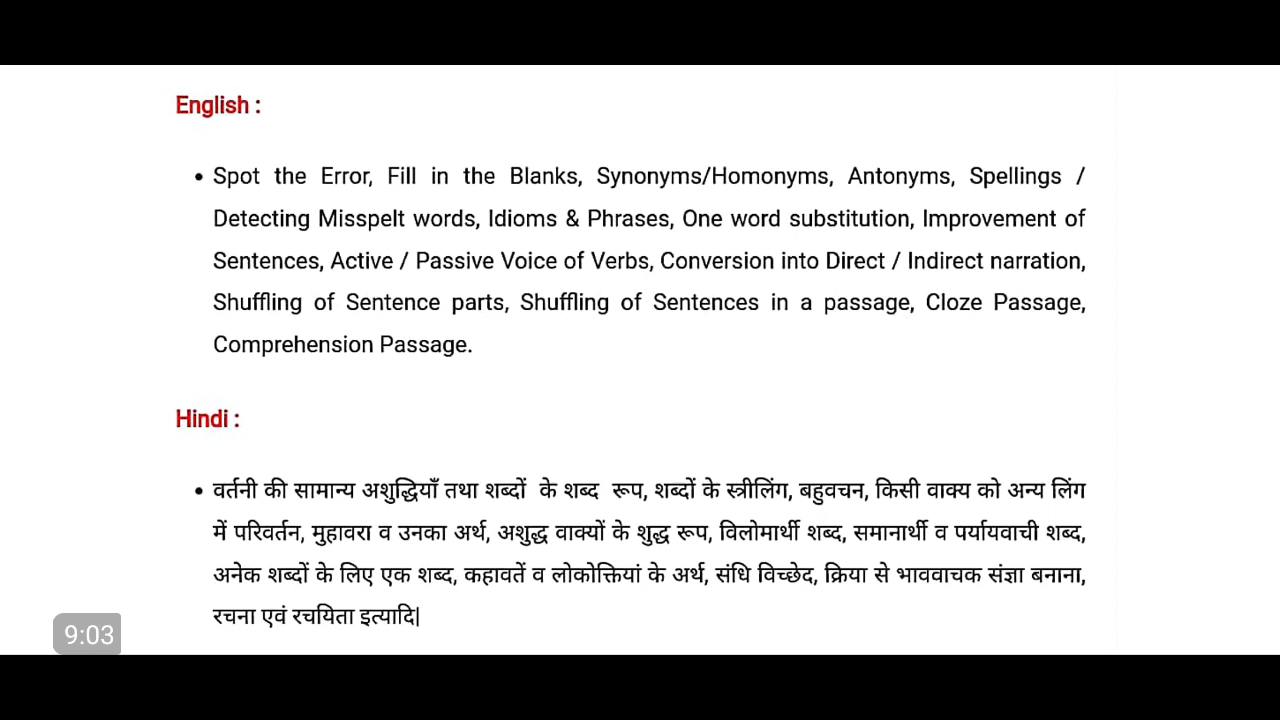 English :
• Spot the Error, Fill in the Blanks, Synonyms/Homonyms, Antonyms, Spellings /
Detecting Misspelt words, Idioms & Phrases, One word substitution, Improvement of
Sentences, Active / Passive Voice of Verbs, Conversion into Direct / Indirect narration,
Shuffling of Sentence parts, Shuffling of Sentences in a passage, Cloze Passage,
Comprehension Passage.
Hindi :
• वर्तनी की सामान्य अशुद्धियाँ तथा शब्दों के शब्द रूप, शब्दों के स्त्रीलिंग, बहुवचन, किसी वाक्य को अन्य लिंग
में परिवर्तन, मुहावरा व उनका अर्थ, अशुद्ध वाक्यों के शुद्ध रूप, विलोमार्थी शब्द, समानार्थी व पर्यायवाची शब्द,
अनेक शब्दों के लिए एक शब्द, कहावतें व लोकोक्तियां के अर्थ, संधि विच्छेद, क्रिया से भाववाचक संज्ञा बनाना,
रचना एवं रचयिता इत्यादि|
9:03